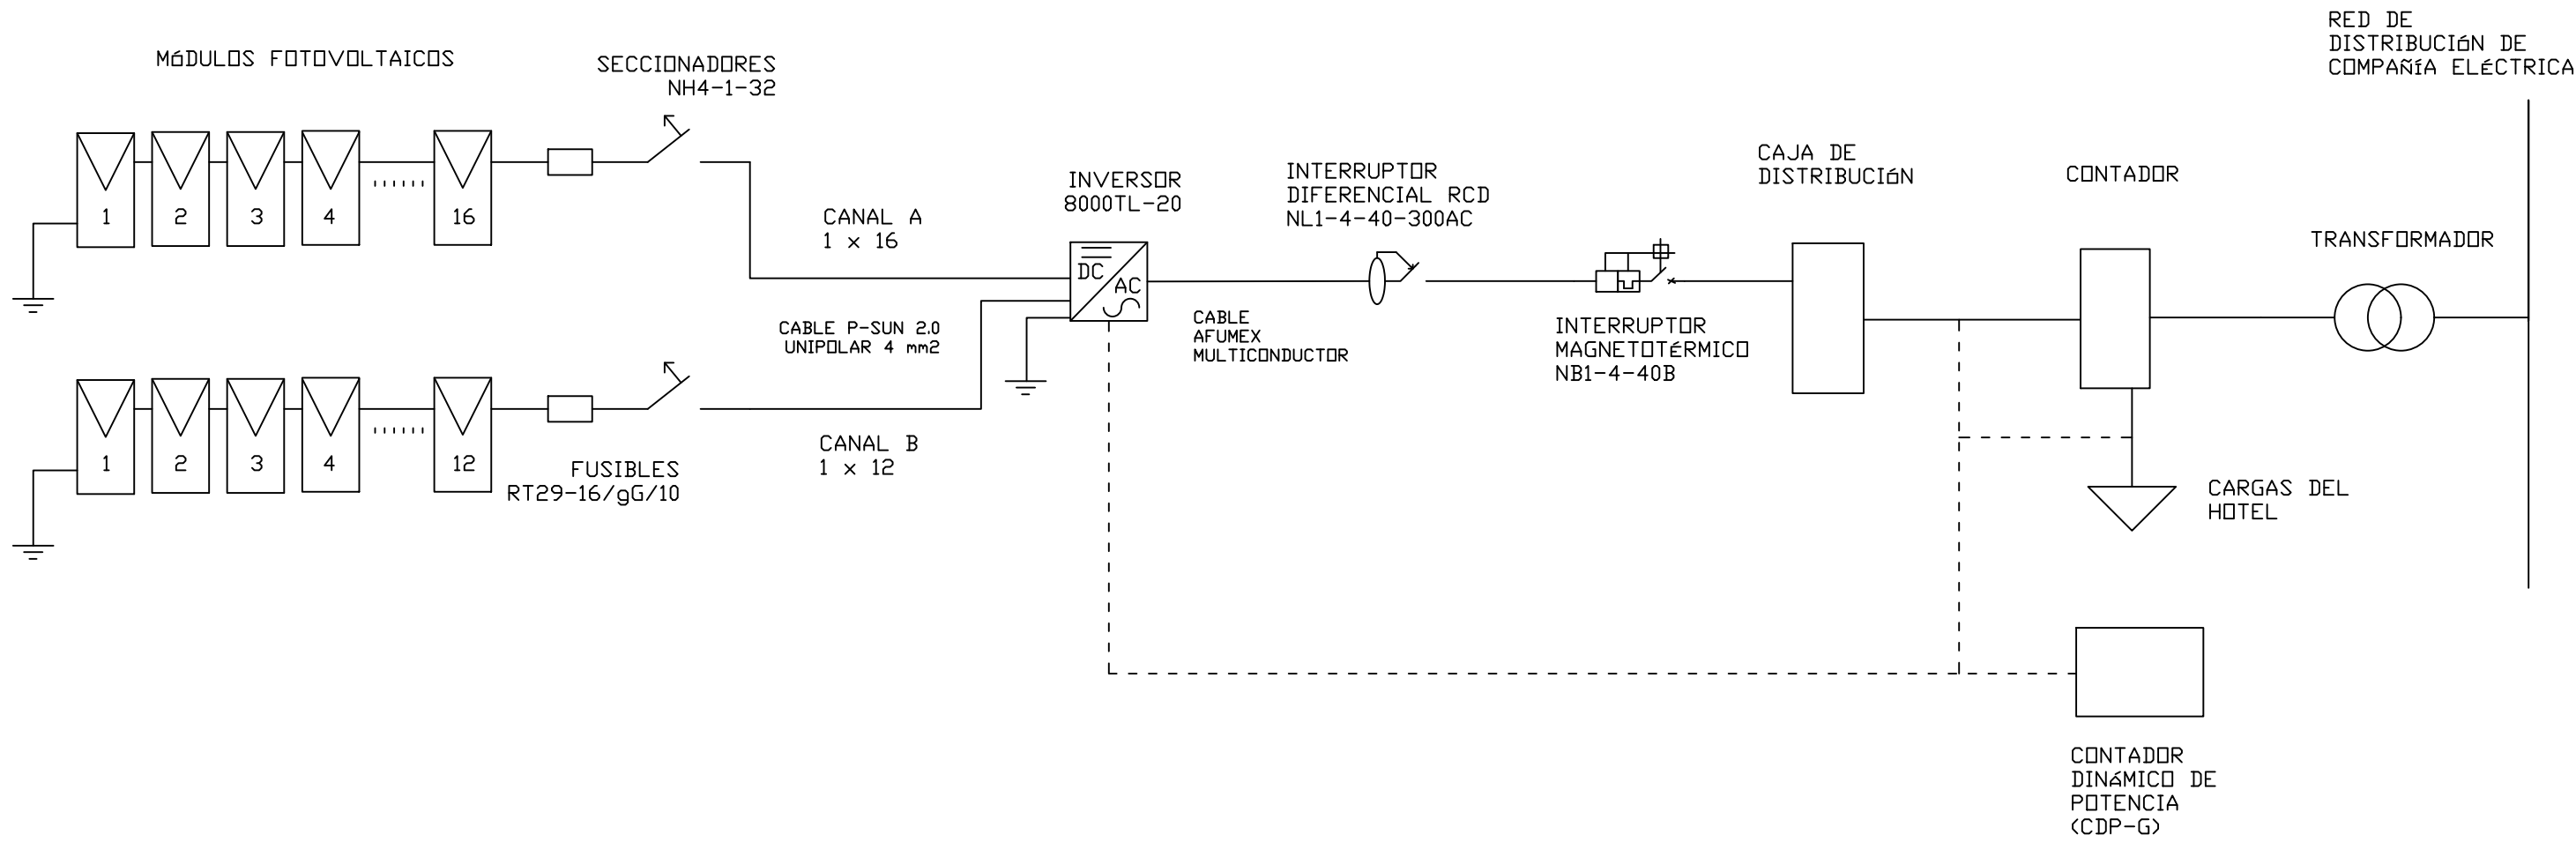 RED DE
DISTRIBUCIóN DE
COMPAÑíA ELéCTRICA
MóDULOS FOTOVOLTAICOS
SECCIONADORES
NH4-1-32
1
2
3
4
16
CANAL A
1 x 16
INVERSOR
8000TL-20
DC
AC
INTERRUPTOR
DIFERENCIAL RCD
NL1-4-40-300AC
CAJA DE
DISTRIBUCIóN
CONTADOR
TRANSFORMADOR
CABLE P-SUN 2.0
UNIPOLAR 4 mm2
CABLE
AFUMEX
MULTICONDUCTOR
INTERRUPTOR
MAGNETOTéRMICO
NB1-4-40B
1
2
3
4
12
FUSIBLES
RT29-16/gG/10
CANAL B
1 x 12
CARGAS DEL
HOTEL
CONTADOR
DINáMICO DE
POTENCIA
(CDP-G)